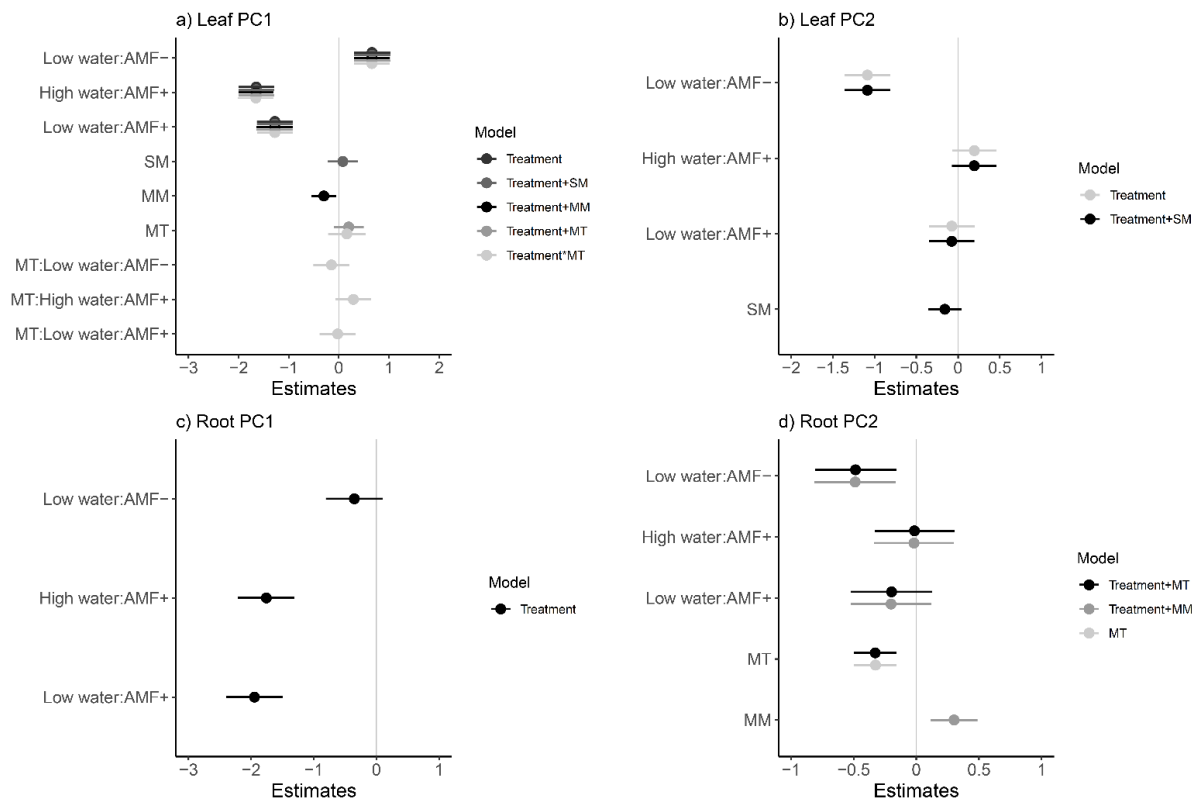 a) Leaf PC1
Low water:AMF−
High water:AMF+
Low water:AMF+
SM
MM
MT
MT:Low water:AMF−
MT:High water:AMF+
MT:Low water:AMF+
−3 −2 −1 0 1 2
Estimates
Model
Treatment
Treatment+SM
Treatment+MM
Treatment+MT
Treatment*MT
b) Leaf PC2
Low water:AMF−
High water:AMF+
Low water:AMF+
SM
−2 −1.5 −1 −0.5 0 0.5 1
Estimates
Model
Treatment
Treatment+SM
c) Root PC1
Low water:AMF−
High water:AMF+
Low water:AMF+
−3 −2 −1 0 1
Estimates
Model
Treatment
d) Root PC2
Low water:AMF−
High water:AMF+
Low water:AMF+
MT
MM
−1 −0.5 0 0.5 1
Estimates
Model
Treatment+MT
Treatment+MM
MT